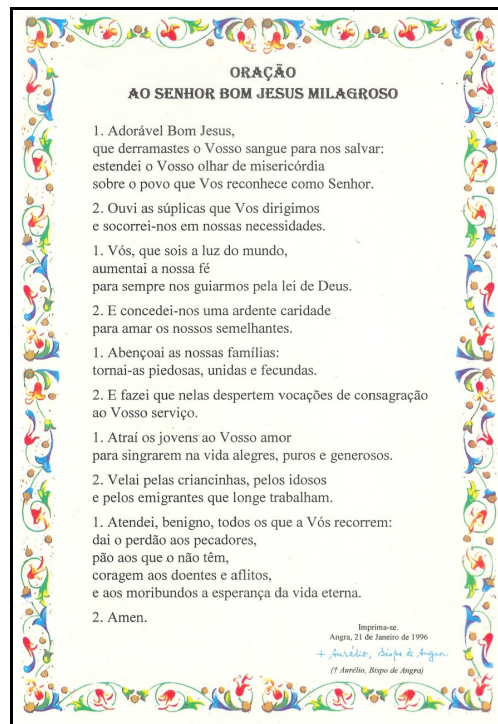 ORAÇÃO
AO SENHOR BOM JESUS MILAGROSO
1. Adorável Bom Jesus,
que derramastes o Vosso sangue para nos salvar:
estendei o Vosso olhar de misericórdia
sobre o povo que Vos reconhece como Senhor.
2. Ouvi as súplicas que Vos dirigimos
e socorrei-nos em nossas necessidades.
1. Vós, que sois a luz do mundo,
aumentai a nossa fé
para sempre nos guiarmos pela lei de Deus.
2. E concedei-nos uma ardente caridade
para amar os nossos semelhantes.
1. Abençoai as nossas famílias:
tornai-as piedosas, unidas e fecundas.
2. E fazei que nelas despertem vocações de consagração
ao Vosso serviço.
1. Atraí os jovens ao Vosso amor
para singrarem na vida alegres, puros e generosos.
2. Velai pelas criancinhas, pelos idosos
e pelos emigrantes que longe trabalham.
1. Atendei, benigno, todos os que a Vós recorrem:
dai o perdão aos pecadores,
pão aos que o não têm,
coragem aos doentes e aflitos,
e aos moribundos a esperança da vida eterna.
2. Amen.
Imprima-se.
Angra, 21 de Janeiro de 1996
+ Aurélio, Bispo de Angra
(† Aurélio, Bispo de Angra)